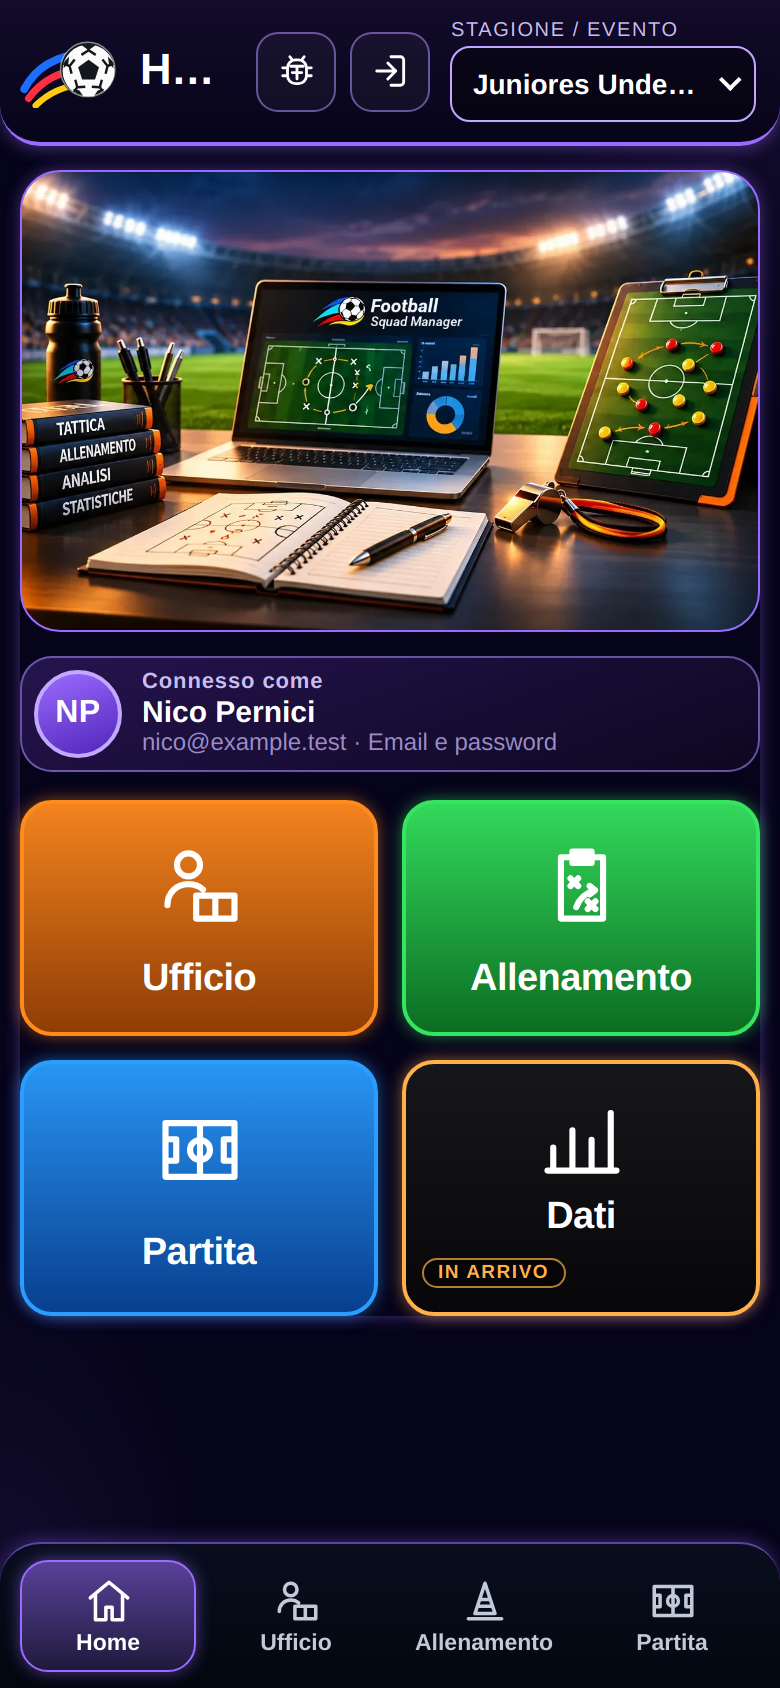 H...
STAGIONE / EVENTO
Juniores Unde...
Football
Squad Manager
TATTICA
ALLENAMENTO
ANALISI
STATISTICHE
NP
Connesso come
Nico Pernici
nico@example.test · Email e password
Ufficio
Allenamento
Partita
Dati
IN ARRIVO
Home
Ufficio
Allenamento
Partita